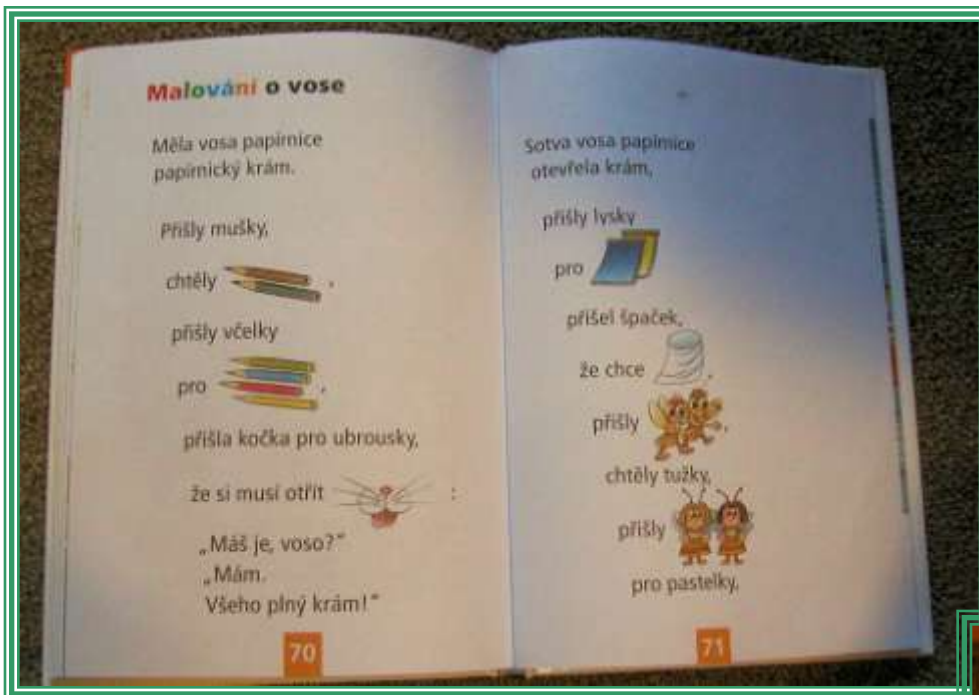 Malování o vose
Měla vosa papírnice
papírnický krám.
Přišly mušky,
chtěly ,
přišly včelky
pro ,
přišla kočka pro ubrousky,
že si musí otřít :
„Máš je, voso?"
„Mám.
Všeho plný krám!"
70
Sotva vosa papírnice
otevřela krám,
přišly lysky
pro
přišel špaček,
že chce ,
přišly ,
chtěly tužky,
přišly
pro pastelky.
71